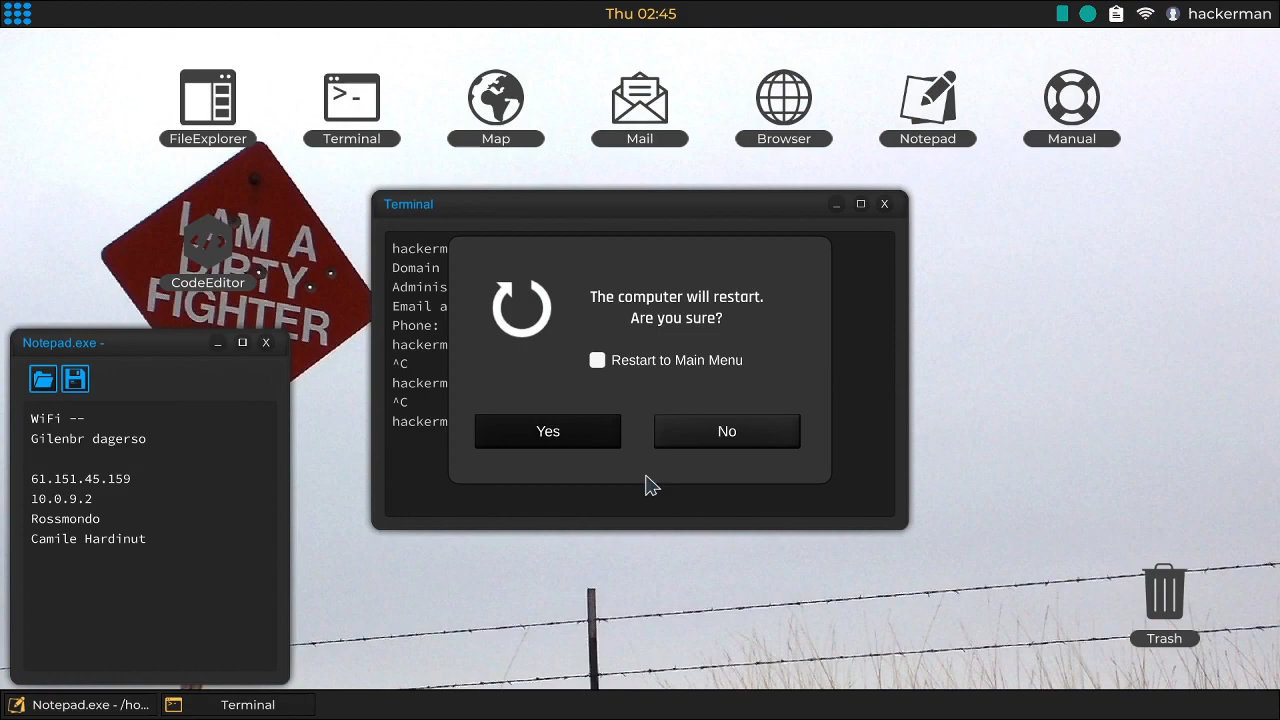 Thu 02:45
hackerman
FileExplorer
Terminal
Map
Mail
Browser
Notepad
Manual
I AM A
DIRTY
FIGHTER
CodeEditor
Terminal
hackerm
Domain
Adminis
Email a
Phone:
hackerm
^C
hackerm
^C
hackerm
The computer will restart.
Are you sure?
Restart to Main Menu
Yes
No
Notepad.exe -
WiFi --
Gilenbr dagerso
61.151.45.159
10.0.9.2
Rossmondo
Camile Hardinut
Trash
Notepad.exe - /ho...
Terminal